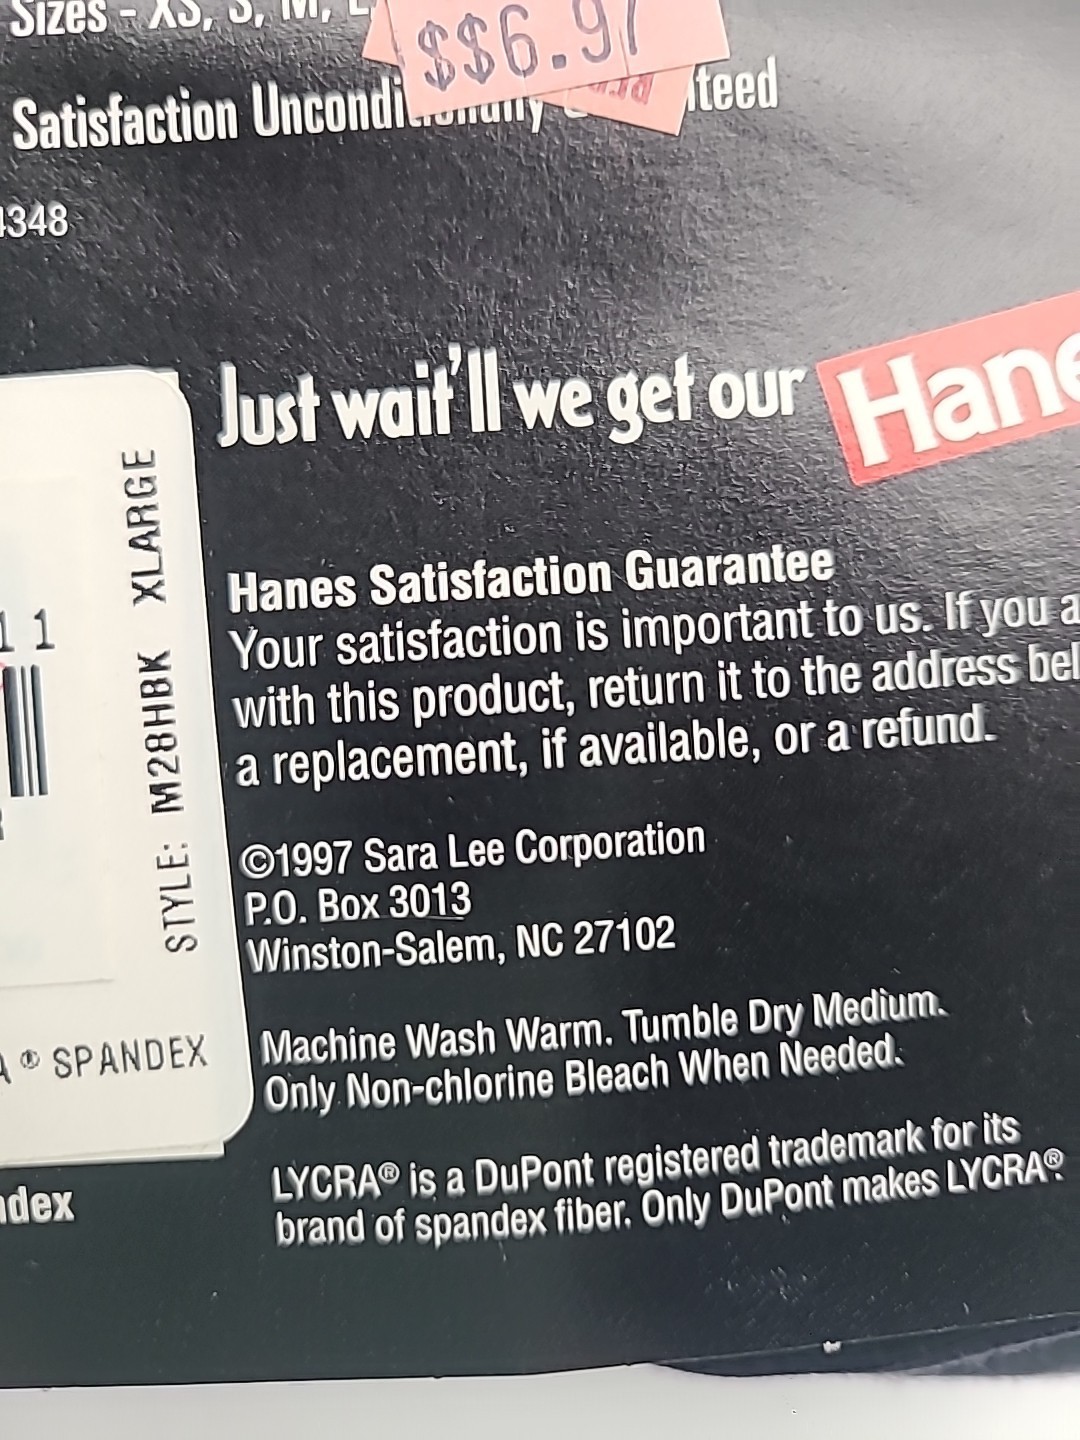 Sizes - XS, S, M, L
$$6.97
Satisfaction Unconditionally
4348
Just wait'll we get our Hanes
11
STYLE: M28HBK XLARGE
Hanes Satisfaction Guarantee
Your satisfaction is important to us. If you a
with this product, return it to the address bel
a replacement, if available, or a refund.
©1997 Sara Lee Corporation
P.O. Box 3013
Winston-Salem, NC 27102
A ® SPANDEX
Machine Wash Warm. Tumble Dry Medium.
Only Non-chlorine Bleach When Needed.
ndex
LYCRA® is a DuPont registered trademark for its
brand of spandex fiber. Only DuPont makes LYCRA®.